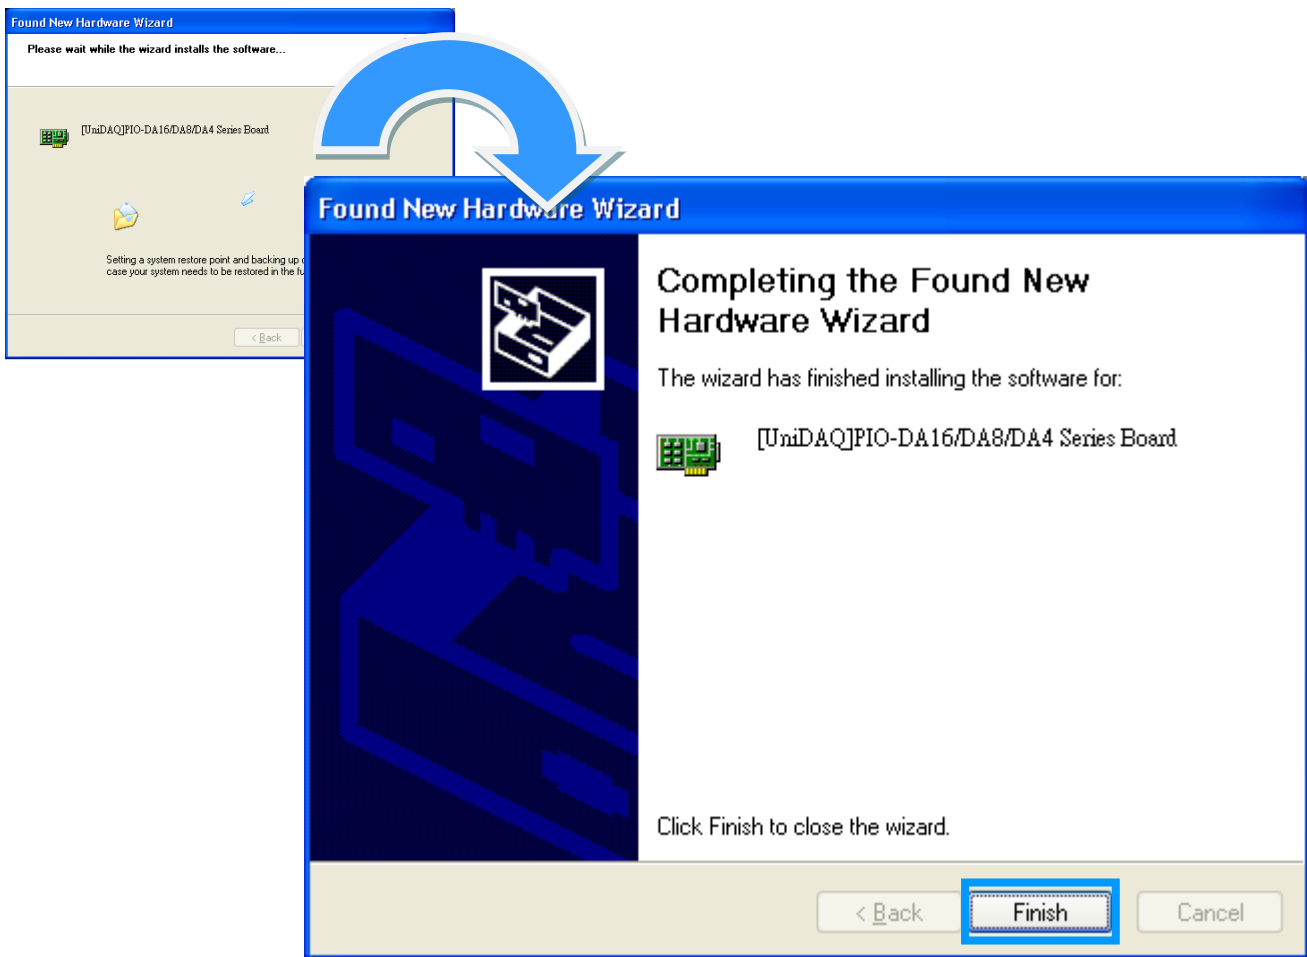 Found New Hardware Wizard
Please wait while the wizard installs the software...
[UniDAQ]PIO-DA16/DA8/DA4 Series Board
Setting a system restore point and backing up
case your system needs to be restored in the
< Back
Found New Hardware Wizard
Completing the Found New
Hardware Wizard
The wizard has finished installing the software for:
[UniDAQ]PIO-DA16/DA8/DA4 Series Board
Click Finish to close the wizard.
< Back
Finish
Cancel